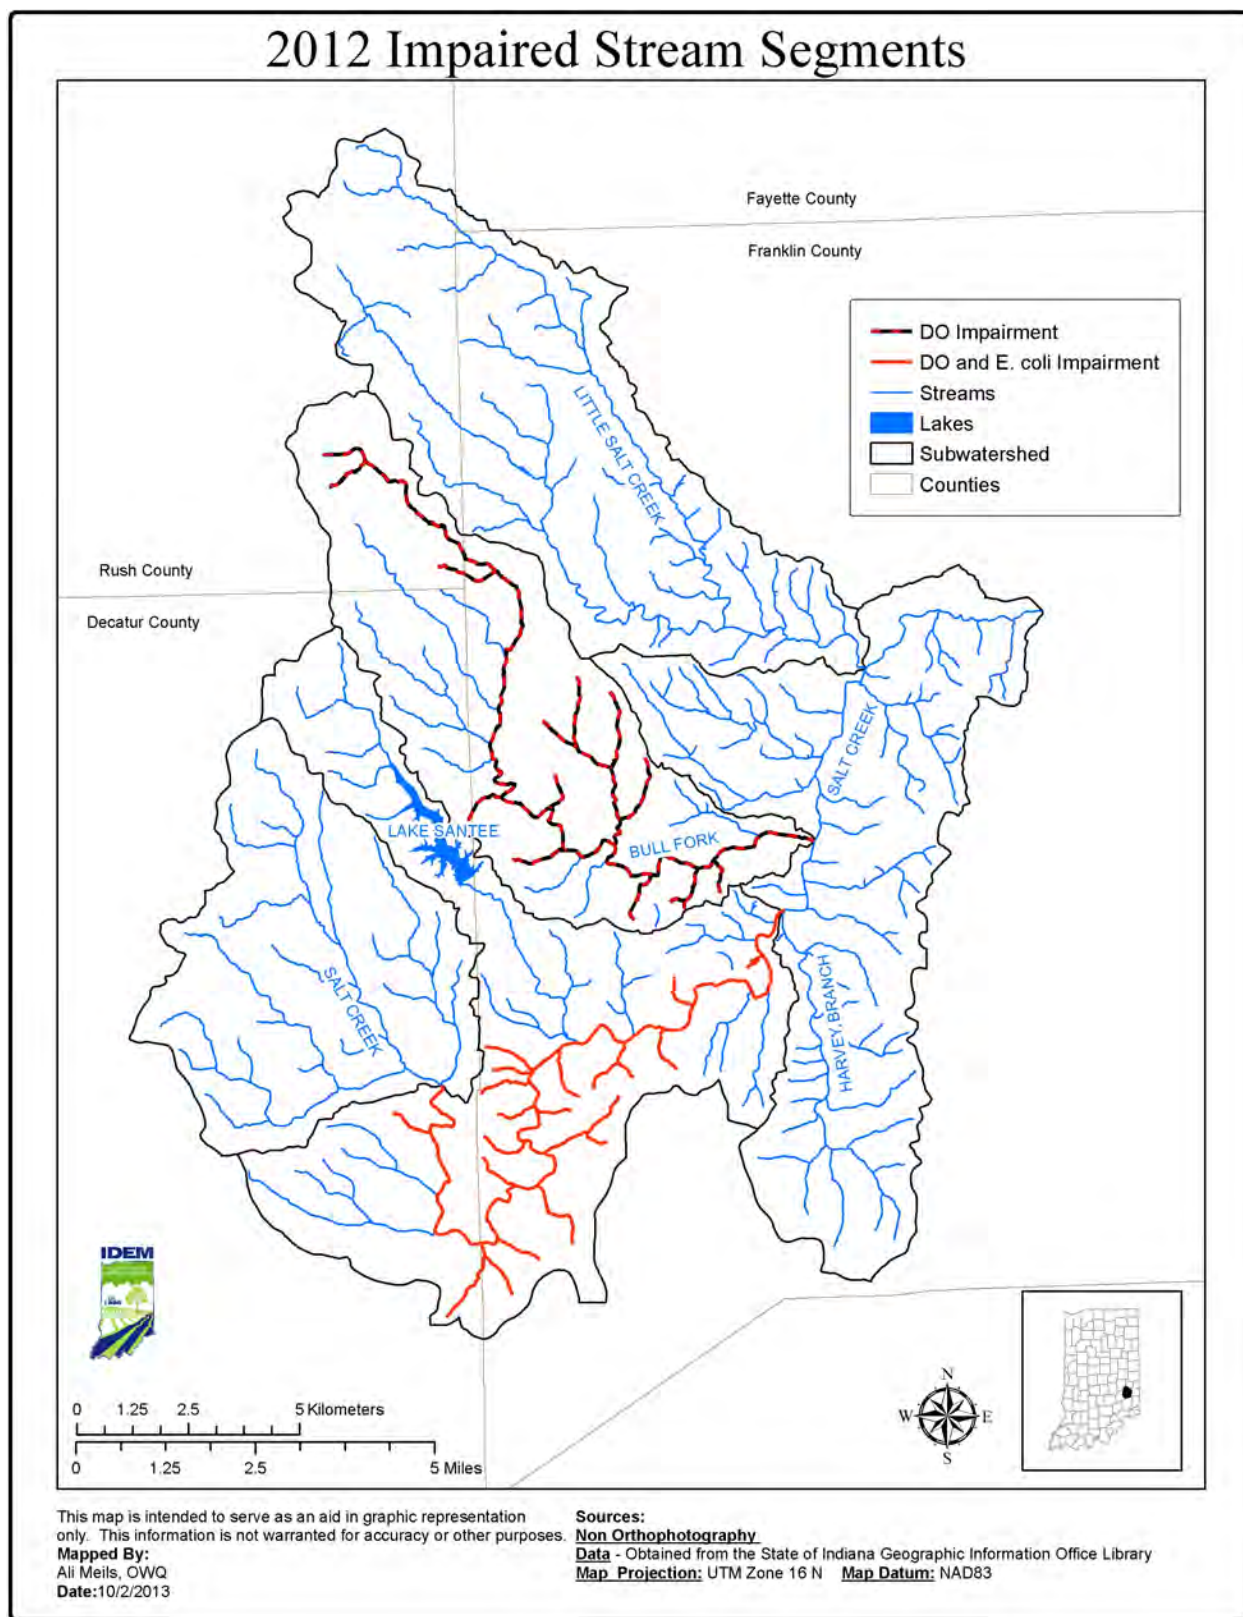 2012 Impaired Stream Segments
Fayette County
Franklin County
DO Impairment
DO and E. coli Impairment
Streams
Lakes
Subwatershed
Counties
LITTLE SALT CREEK
Rush County
Decatur County
SALT CREEK
LAKE SANTEE
BULL FORK
SALT CREEK
HARVEY, BRANCH
IDEM
0 1.25 2.5 5 Kilometers
0 1.25 2.5 5 Miles
N
W E
S
This map is intended to serve as an aid in graphic representation
only. This information is not warranted for accuracy or other purposes.
Mapped By:
Ali Meils, OWQ
Date:10/2/2013
Sources:
Non Orthophotography
Data - Obtained from the State of Indiana Geographic Information Office Library
Map Projection: UTM Zone 16 N Map Datum: NAD83